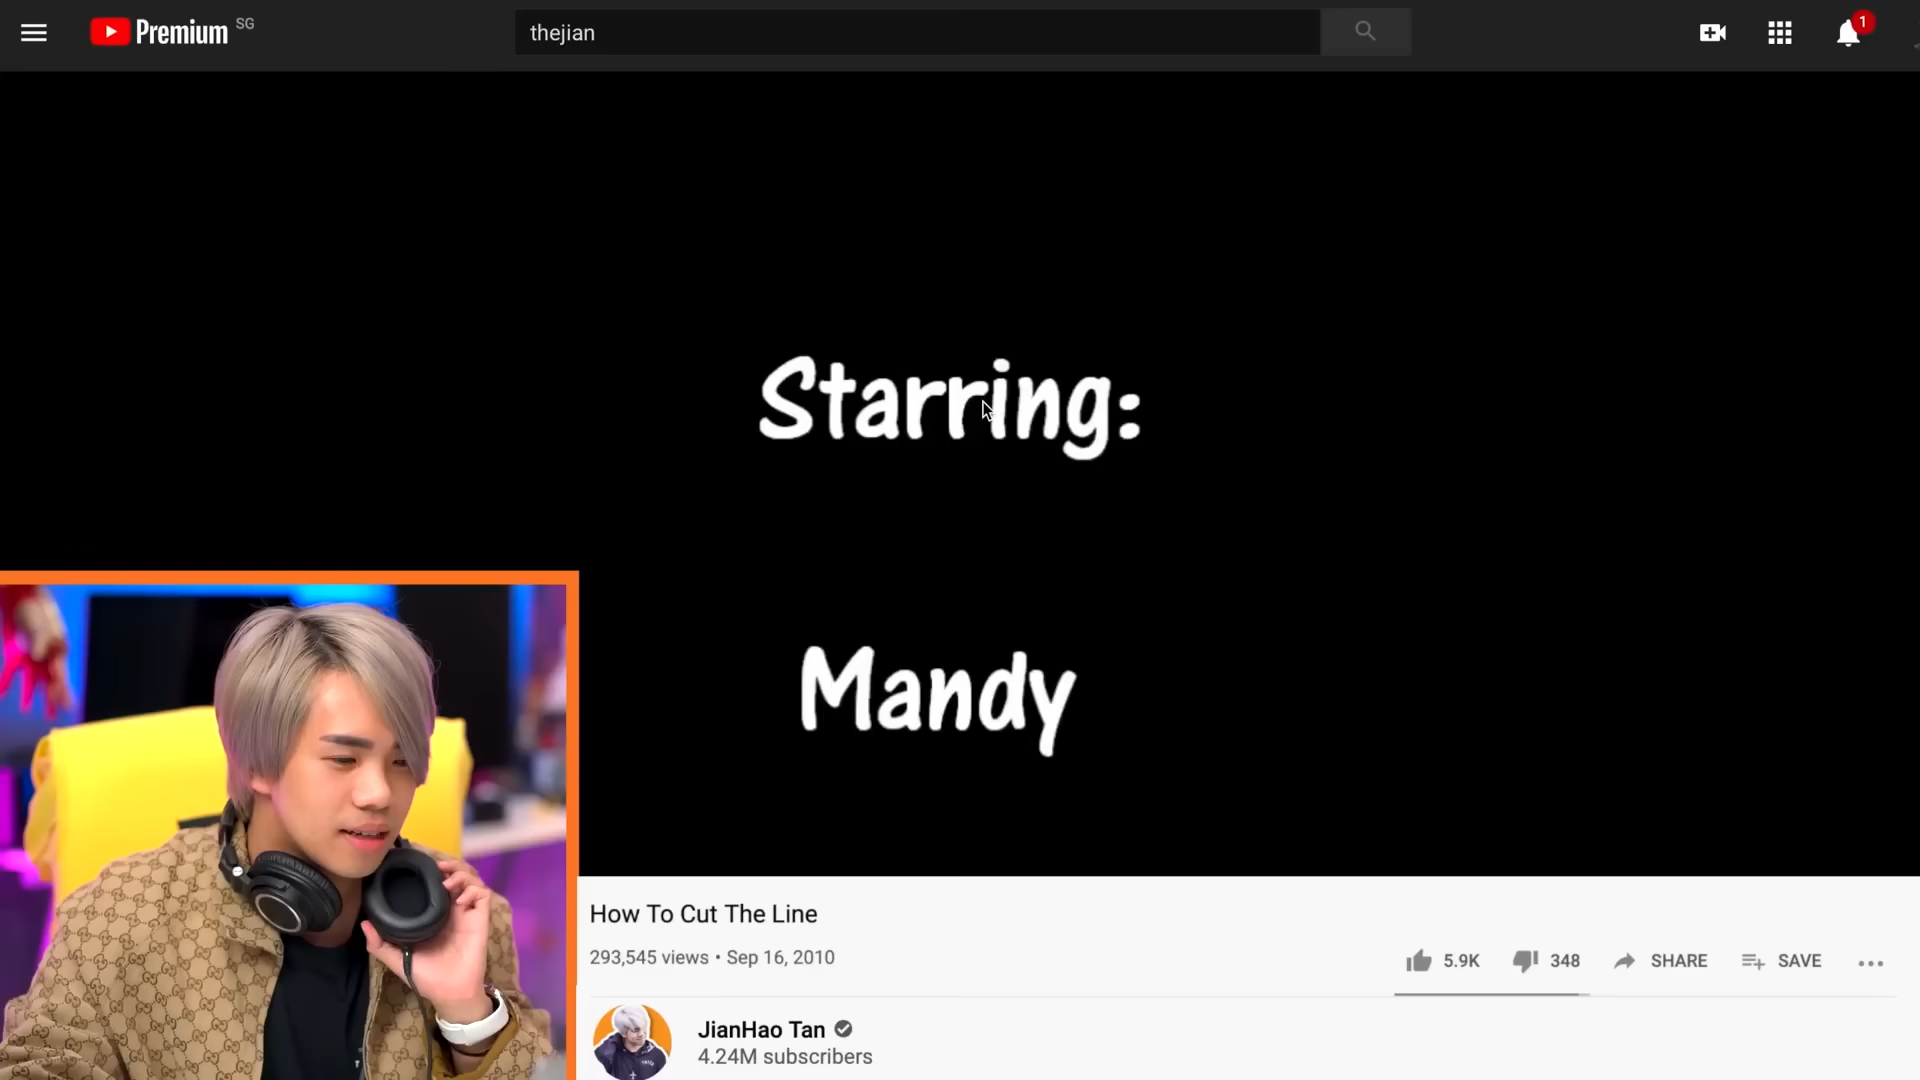 Premium SG
thejian
1
Starring:
Mandy
How To Cut The Line
293,545 views • Sep 16, 2010
5.9K
348
SHARE
SAVE
JianHao Tan
4.24M subscribers